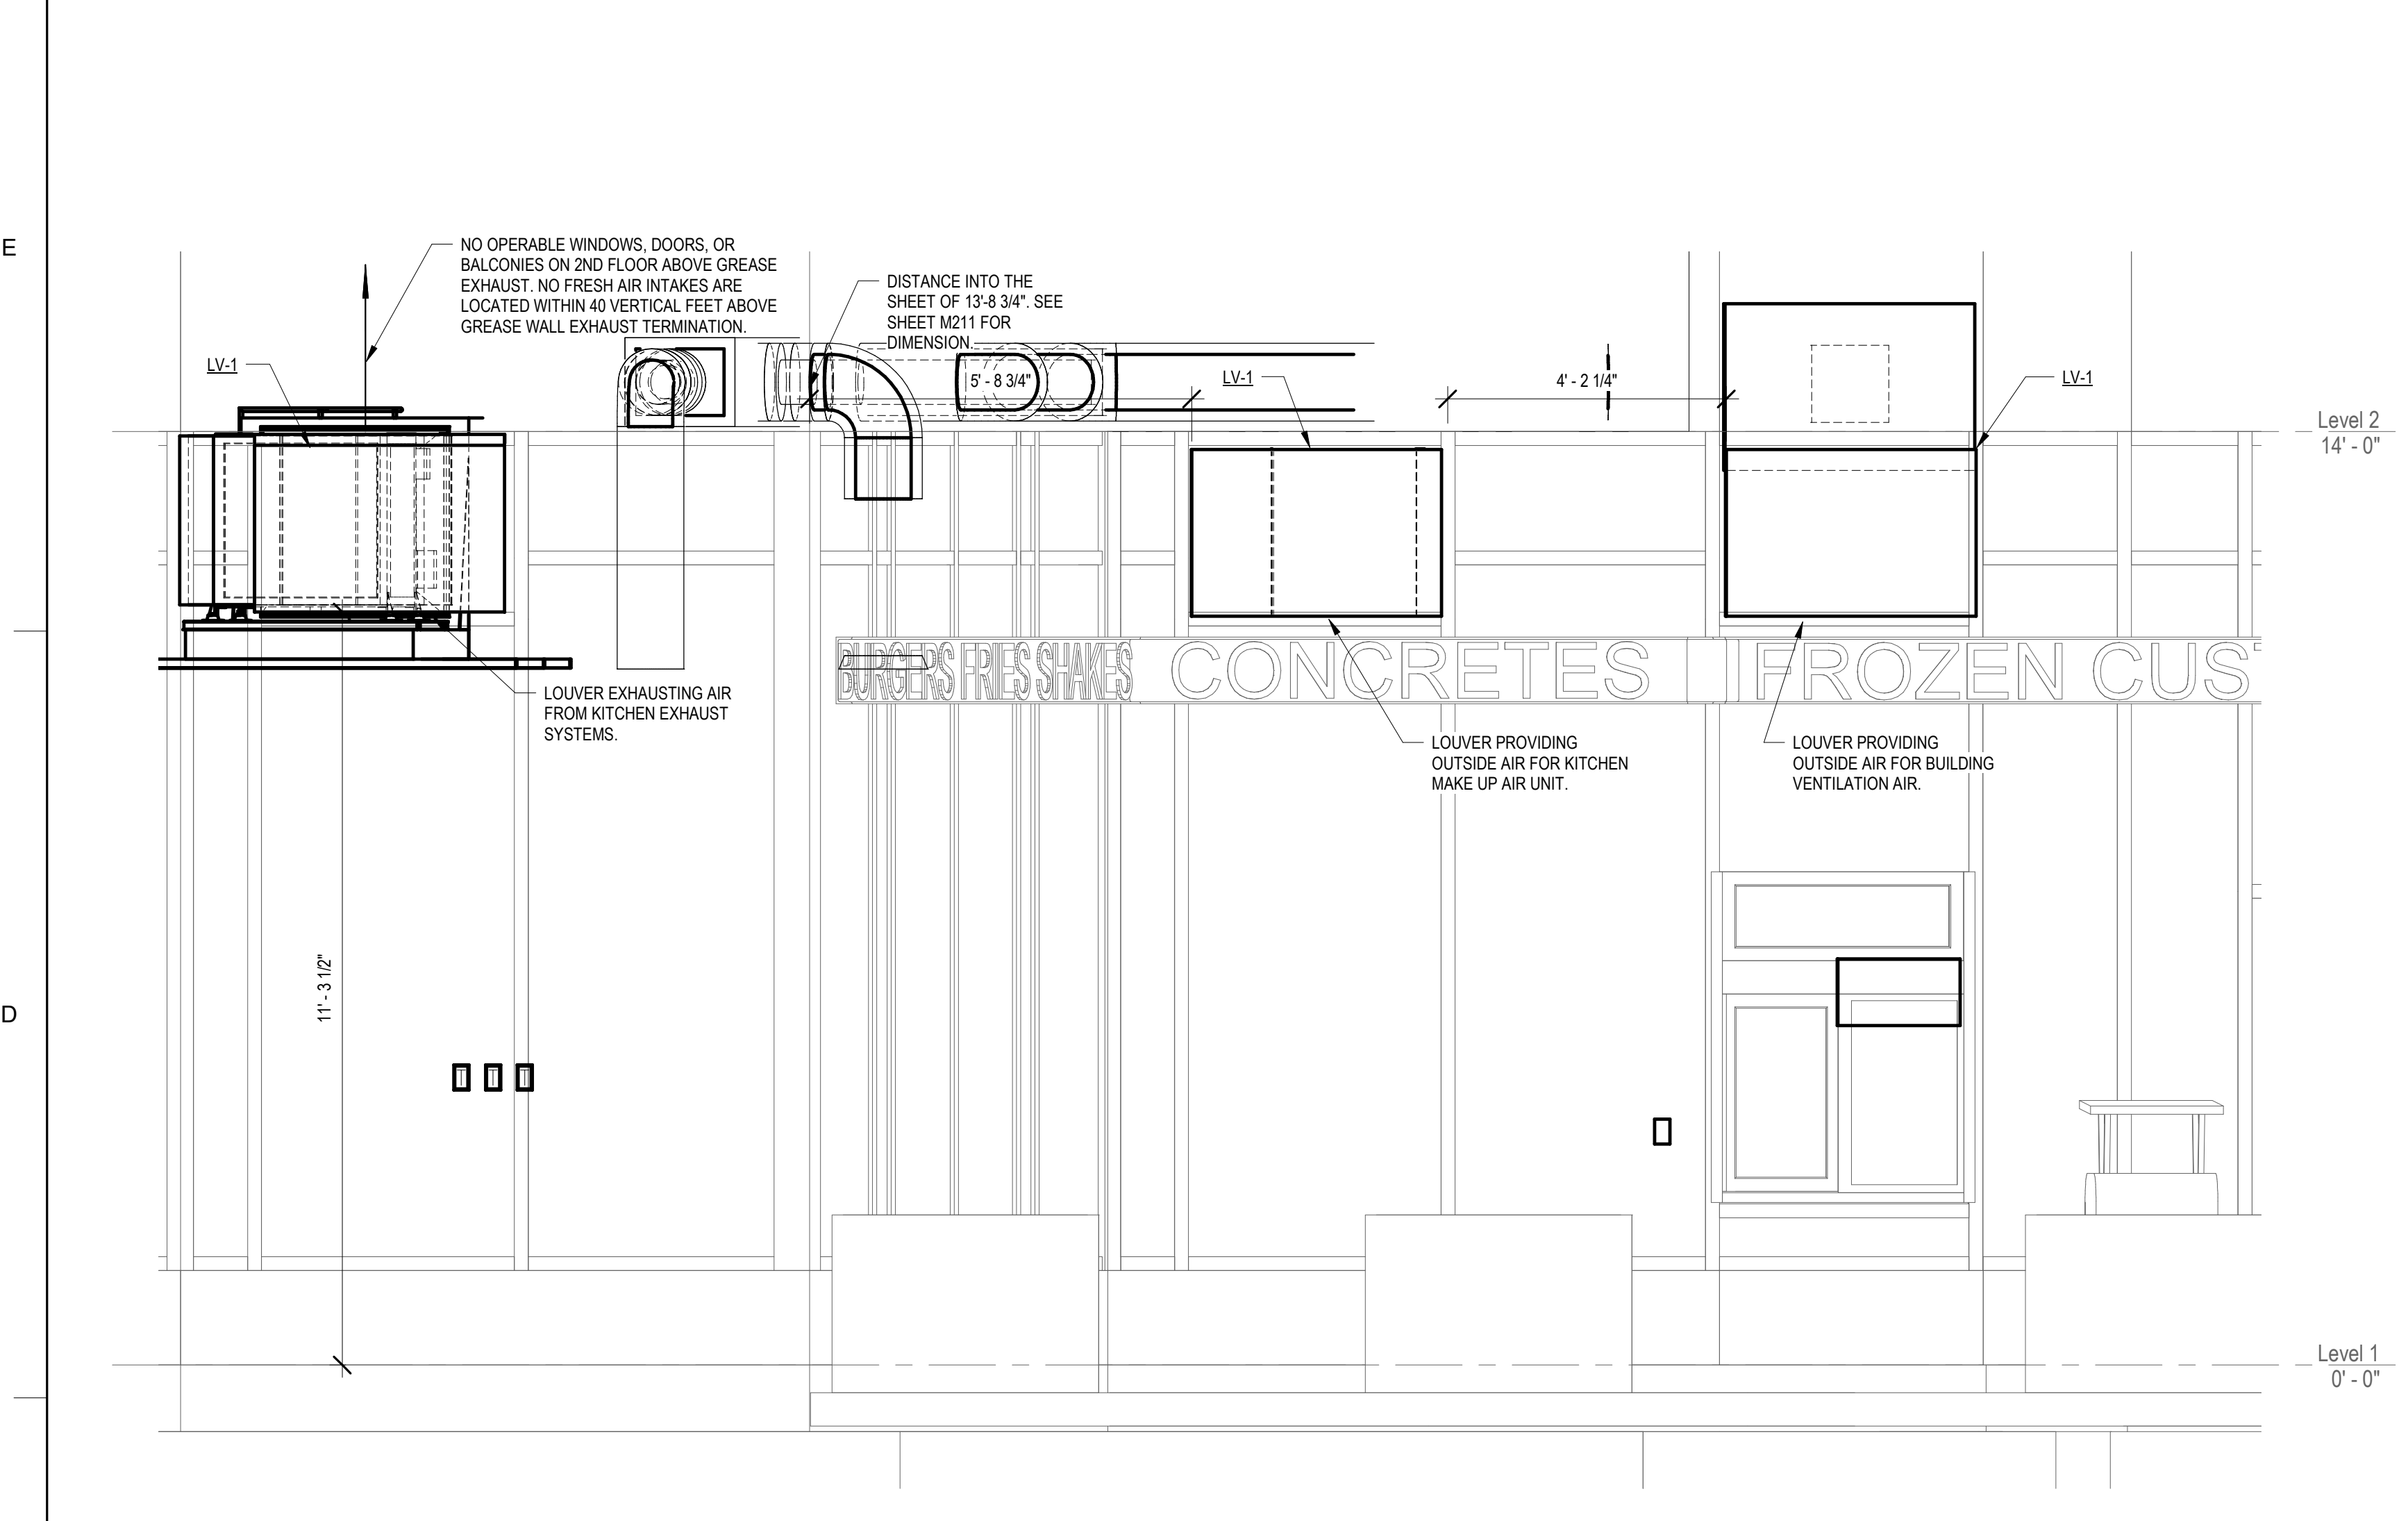 E
NO OPERABLE WINDOWS, DOORS, OR
BALCONIES ON 2ND FLOOR ABOVE GREASE
EXHAUST. NO FRESH AIR INTAKES ARE
LOCATED WITHIN 40 VERTICAL FEET ABOVE
GREASE WALL EXHAUST TERMINATION.
DISTANCE INTO THE
SHEET OF 13'-8 3/4". SEE
SHEET M211 FOR
DIMENSION.
LV-1
5' - 8 3/4"
LV-1
4' - 2 1/4"
LV-1
Level 2
14' - 0"
BURGERS FRIES SHAKES
CONCRETES
FROZEN CUST
LOUVER EXHAUSTING AIR
FROM KITCHEN EXHAUST
SYSTEMS.
LOUVER PROVIDING
OUTSIDE AIR FOR KITCHEN
MAKE UP AIR UNIT.
LOUVER PROVIDING
OUTSIDE AIR FOR BUILDING
VENTILATION AIR.
11' - 3 1/2"
D
Level 1
0' - 0"